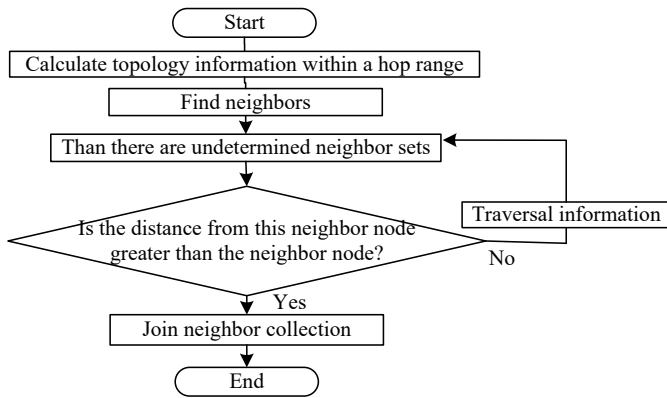 Start
Calculate topology information within a hop range
Find neighbors
Than there are undetermined neighbor sets
Is the distance from this neighbor node
greater than the neighbor node?
Traversal information
No
Yes
Join neighbor collection
End